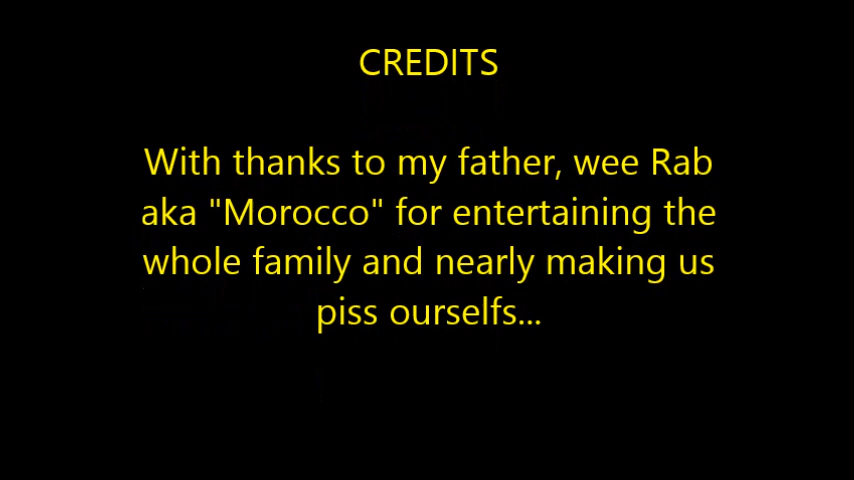 CREDITS
With thanks to my father, wee Rab
aka "Morocco" for entertaining the
whole family and nearly making us
piss ourselfs...